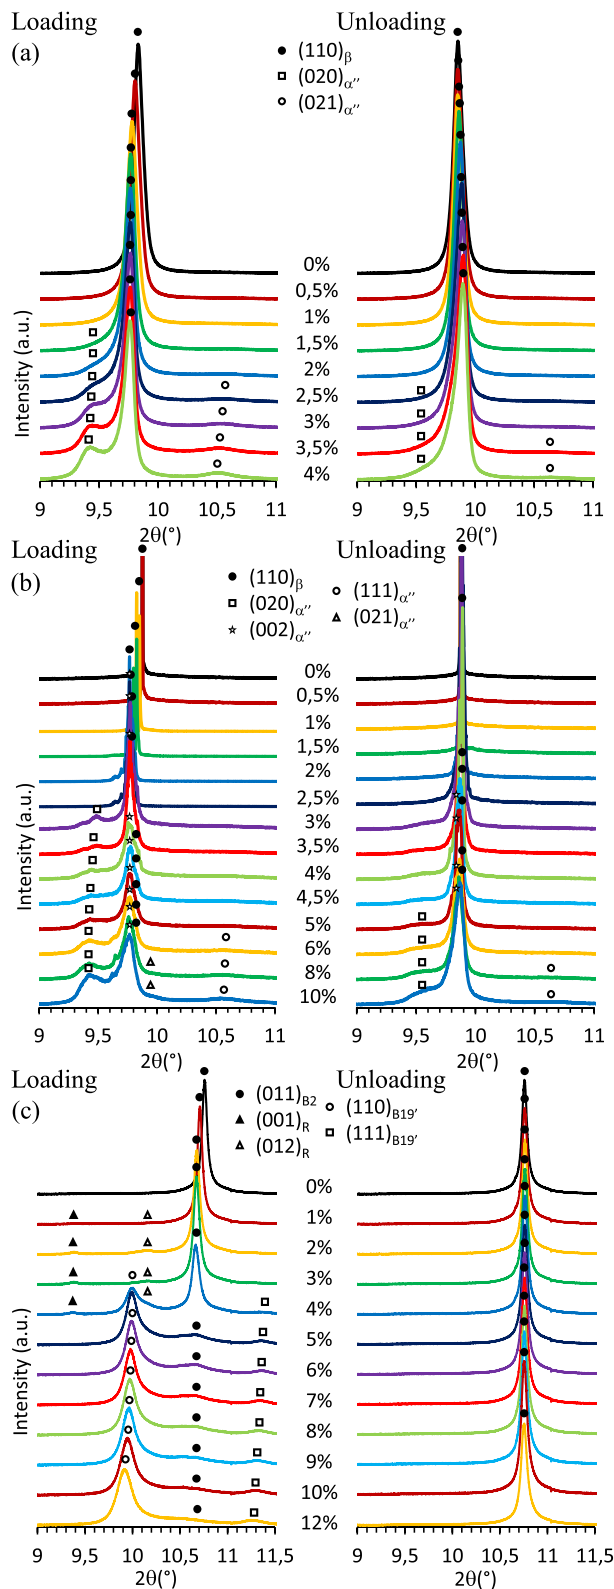 Loading Unloading
(a)
● (110)β
□ (020)α′′
○ (021)α′′
0%
0,5%
1%
1,5%
2%
2,5%
3%
3,5%
4%
Intensity (a.u.)
9 9,5 10 10,5 11 9 9,5 10 10,5 11
2θ(°) 2θ(°)
Loading Unloading
(b)
● (110)β ○ (111)α′′
□ (020)α′′ △ (021)α′′
☆ (002)α′′
0%
0,5%
1%
1,5%
2%
2,5%
3%
3,5%
4%
4,5%
5%
6%
8%
10%
Intensity (a.u.)
9 9,5 10 10,5 11 9 9,5 10 10,5 11
2θ(°) 2θ(°)
Loading Unloading
(c)
● (011)B2 ○ (110)B19'
▲ (001)R □ (111)B19'
△ (012)R
0%
1%
2%
3%
4%
5%
6%
7%
8%
9%
10%
12%
Intensity (a.u.)
9 9,5 10 10,5 11 11,5 9 9,5 10 10,5 11 11,5
2θ(°) 2θ(°)